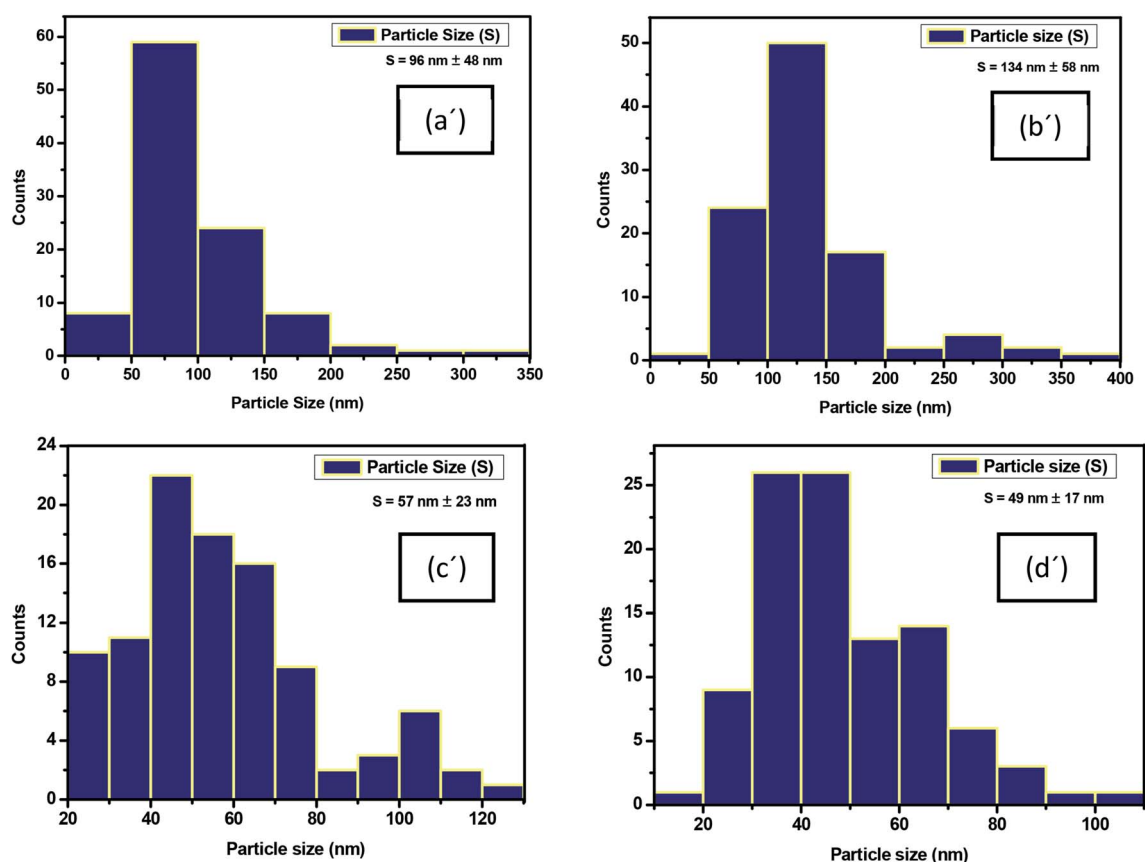 60
50
40
30
20
10
0
Counts
Particle Size (S)
S = 96 nm ± 48 nm
(a´)
0 50 100 150 200 250 300 350
Particle Size (nm)
50
40
30
20
10
0
Counts
Particle size (S)
S = 134 nm ± 58 nm
(b´)
0 50 100 150 200 250 300 350 400
Particle size (nm)
24
20
16
12
8
4
0
Counts
Particle Size (S)
S = 57 nm ± 23 nm
(c´)
20 40 60 80 100 120
Particle size (nm)
25
20
15
10
5
0
Counts
Particle size (S)
S = 49 nm ± 17 nm
(d´)
20 40 60 80 100
Particle size (nm)